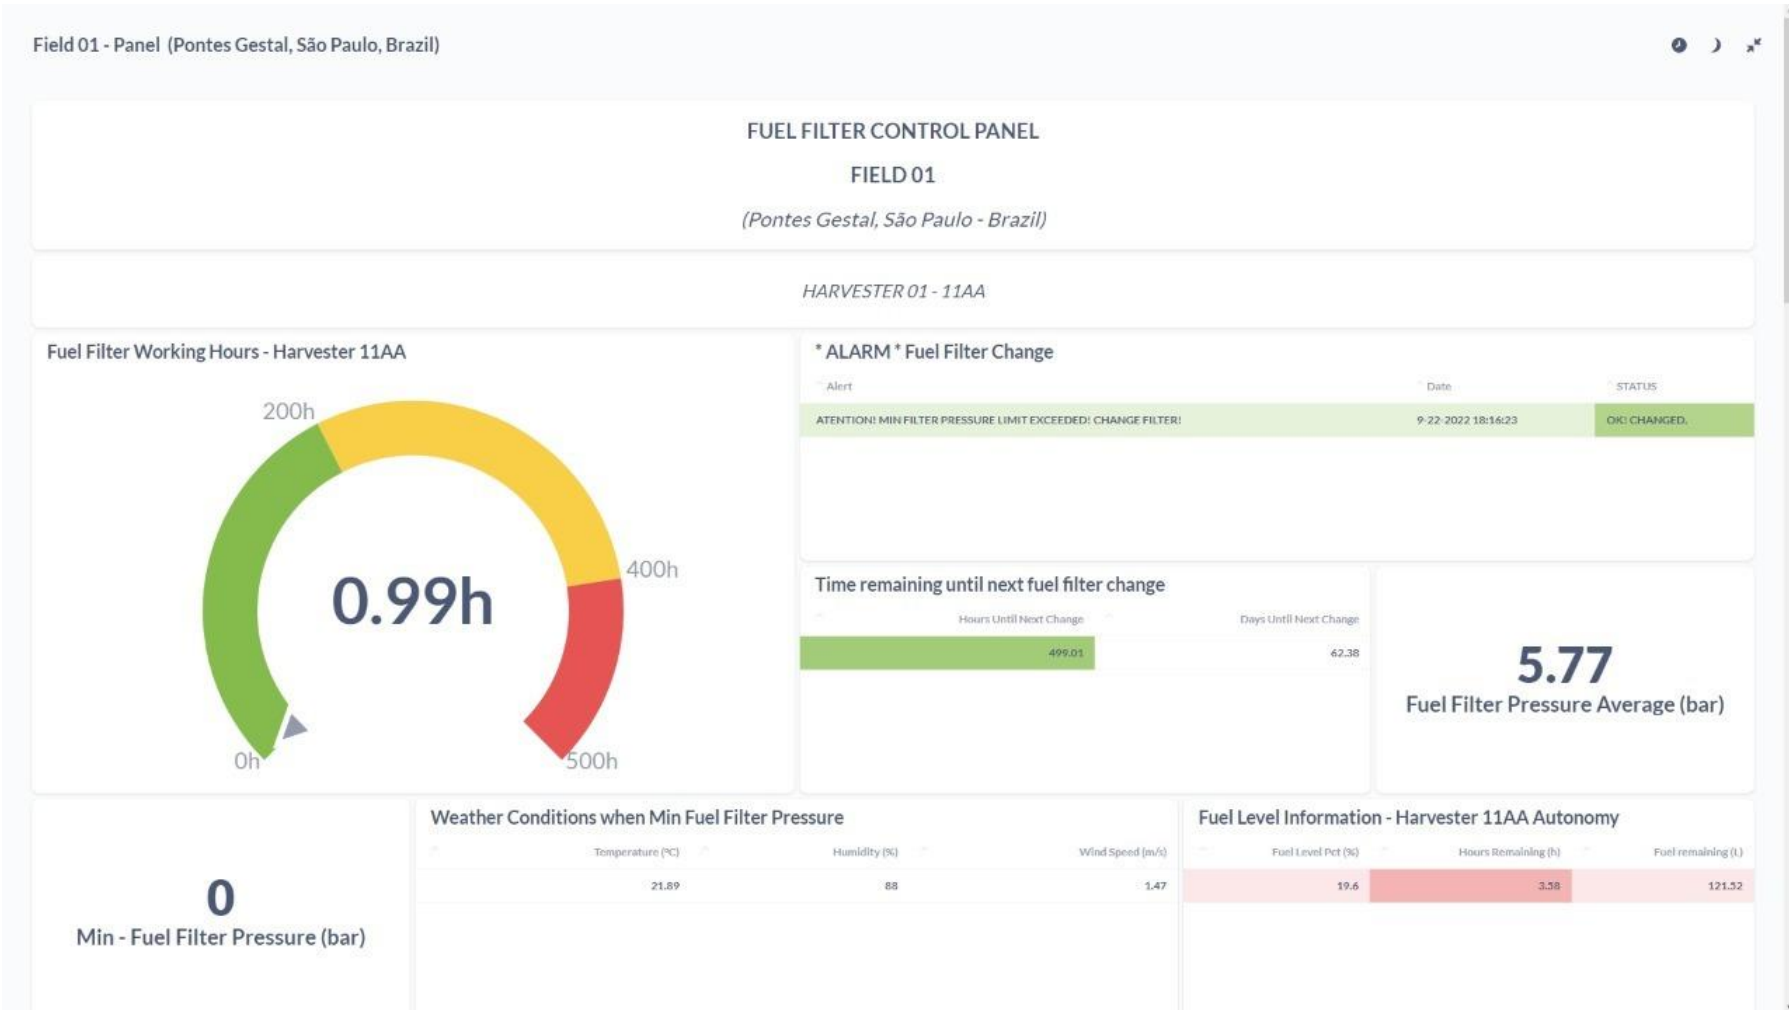 Field 01 - Panel (Pontes Gestal, São Paulo, Brazil)
FUEL FILTER CONTROL PANEL
FIELD 01
(Pontes Gestal, São Paulo - Brazil)
HARVESTER 01 - 11AA
Fuel Filter Working Hours - Harvester 11AA
200h
400h
0.99h
0h
500h
* ALARM * Fuel Filter Change
Alert Date STATUS
ATENTION! MIN FILTER PRESSURE LIMIT EXCEEDED! CHANGE FILTER! 9-22-2022 18:16:23 OK! CHANGED.
Time remaining until next fuel filter change
Hours Until Next Change Days Until Next Change
499.01 62.38
5.77
Fuel Filter Pressure Average (bar)
0
Min - Fuel Filter Pressure (bar)
Weather Conditions when Min Fuel Filter Pressure
Temperature (ºC) Humidity (%) Wind Speed (m/s)
21.89 88 1.47
Fuel Level Information - Harvester 11AA Autonomy
Fuel Level Pct (%) Hours Remaining (h) Fuel remaining (L)
19.6 3.58 121.52